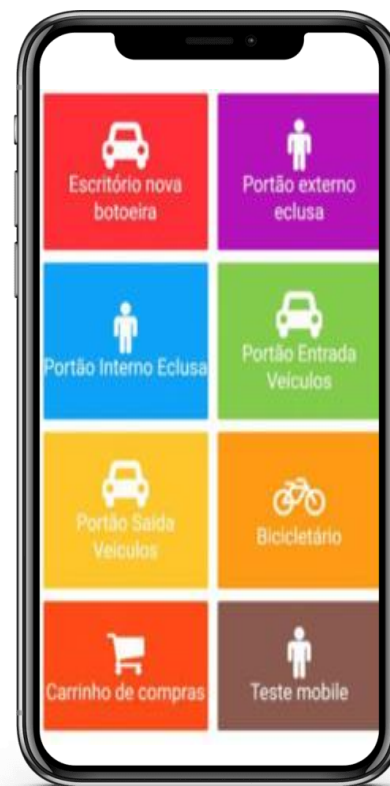 Escritório nova
botoeira
Portão externo
eclusa
Portão Interno Eclusa
Portão Entrada
Veículos
Portão Saída
Veículos
Bicicletário
Carrinho de compras
Teste mobile